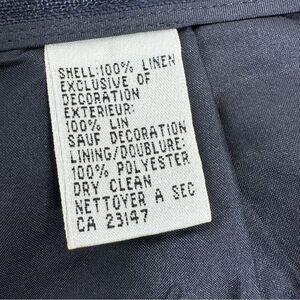 SHELL:100% LINEN
EXCLUSIVE OF
DECORATION
EXTERIEUR:
100% LIN
SAUF DECORATION
LINING/DOUBLURE:
100% POLYESTER
DRY CLEAN
NETTOYER A SEC
CA 23147